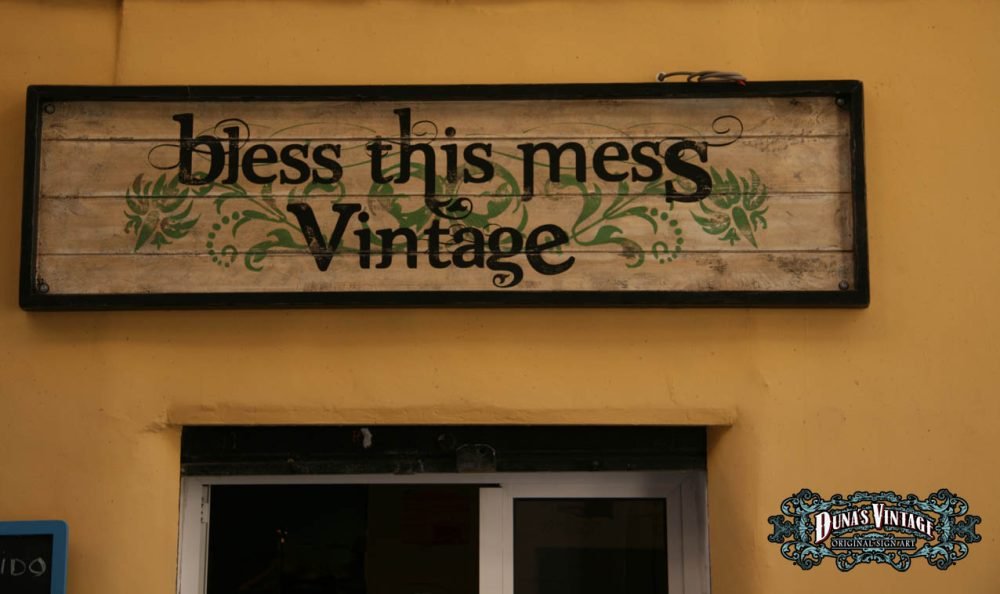 bless this mess
Vintage
IDO
DUNA'S VINTAGE
ORIGINAL SIGN ART